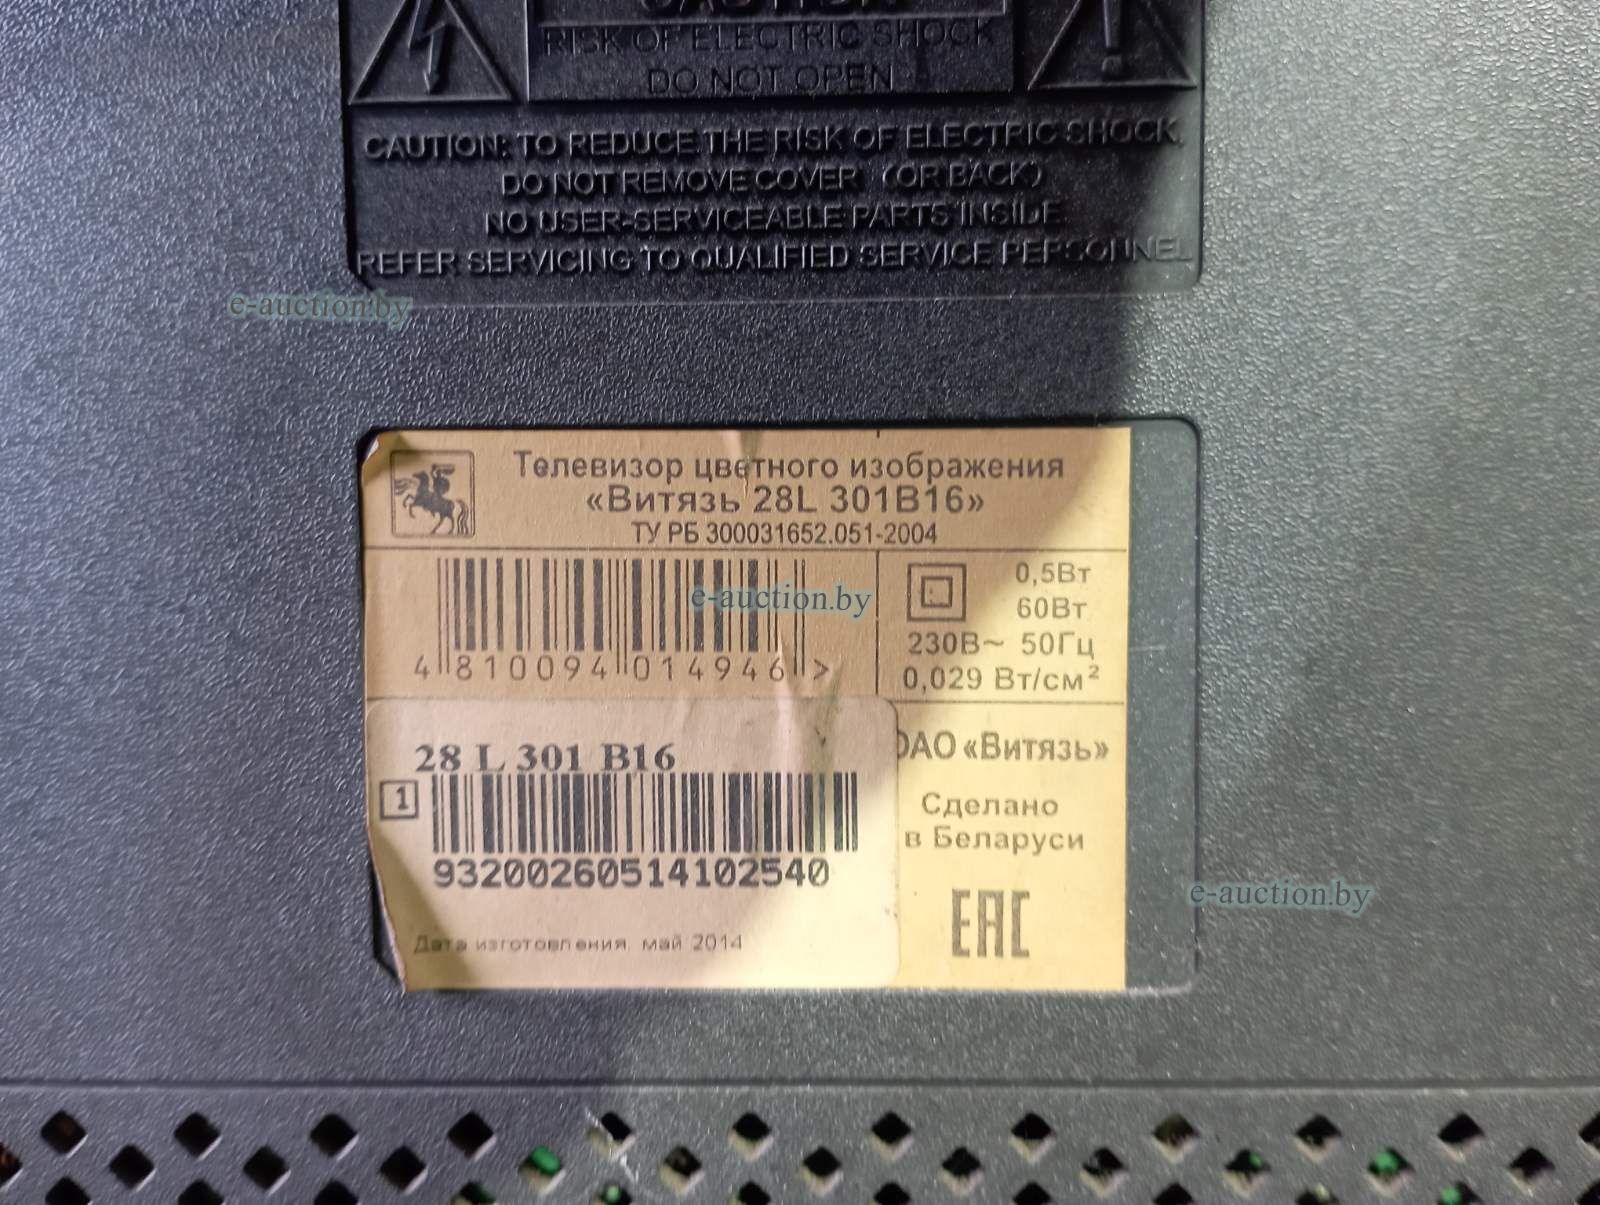 CAUTION
RISK OF ELECTRIC SHOCK
DO NOT OPEN
CAUTION: TO REDUCE THE RISK OF ELECTRIC SHOCK,
DO NOT REMOVE COVER (OR BACK)
NO USER-SERVICEABLE PARTS INSIDE
REFER SERVICING TO QUALIFIED SERVICE PERSONNEL
e-auction.by
Телевизор цветного изображения
«Витязь 28L 301В16»
ТУ РБ 300031652.051-2004
4 810094 014946 >
e-auction.by
0,5Вт
60Вт
230В~ 50Гц
0,029 Вт/см²
28 L 301 B16
1
93200260514102540
Дата изготовления. май 2014
ОАО «Витязь»
Сделано
в Беларуси
EAC
e-auction.by